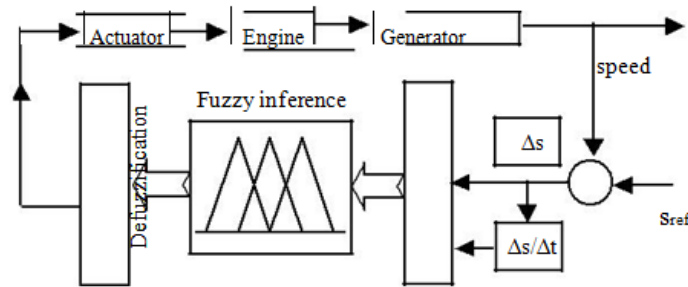 Actuator
Engine
Generator
speed
Fuzzy inference
Defuzzification
Δs
Sref
Δs/Δt